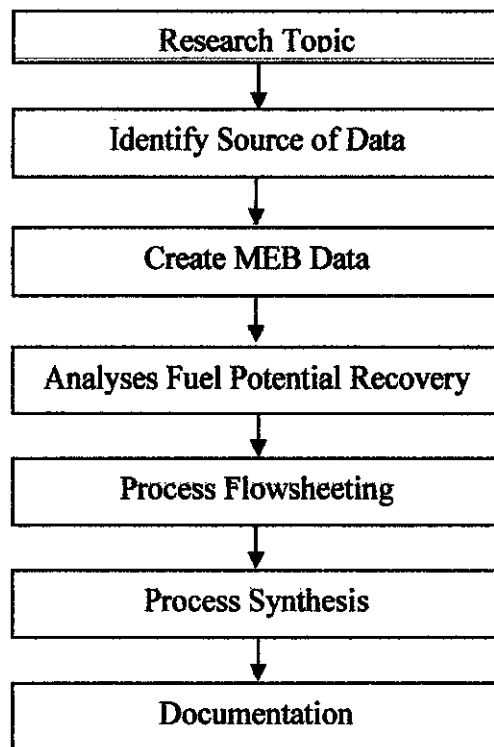 Research Topic
Identify Source of Data
Create MEB Data
Analyses Fuel Potential Recovery
Process Flowsheeting
Process Synthesis
Documentation